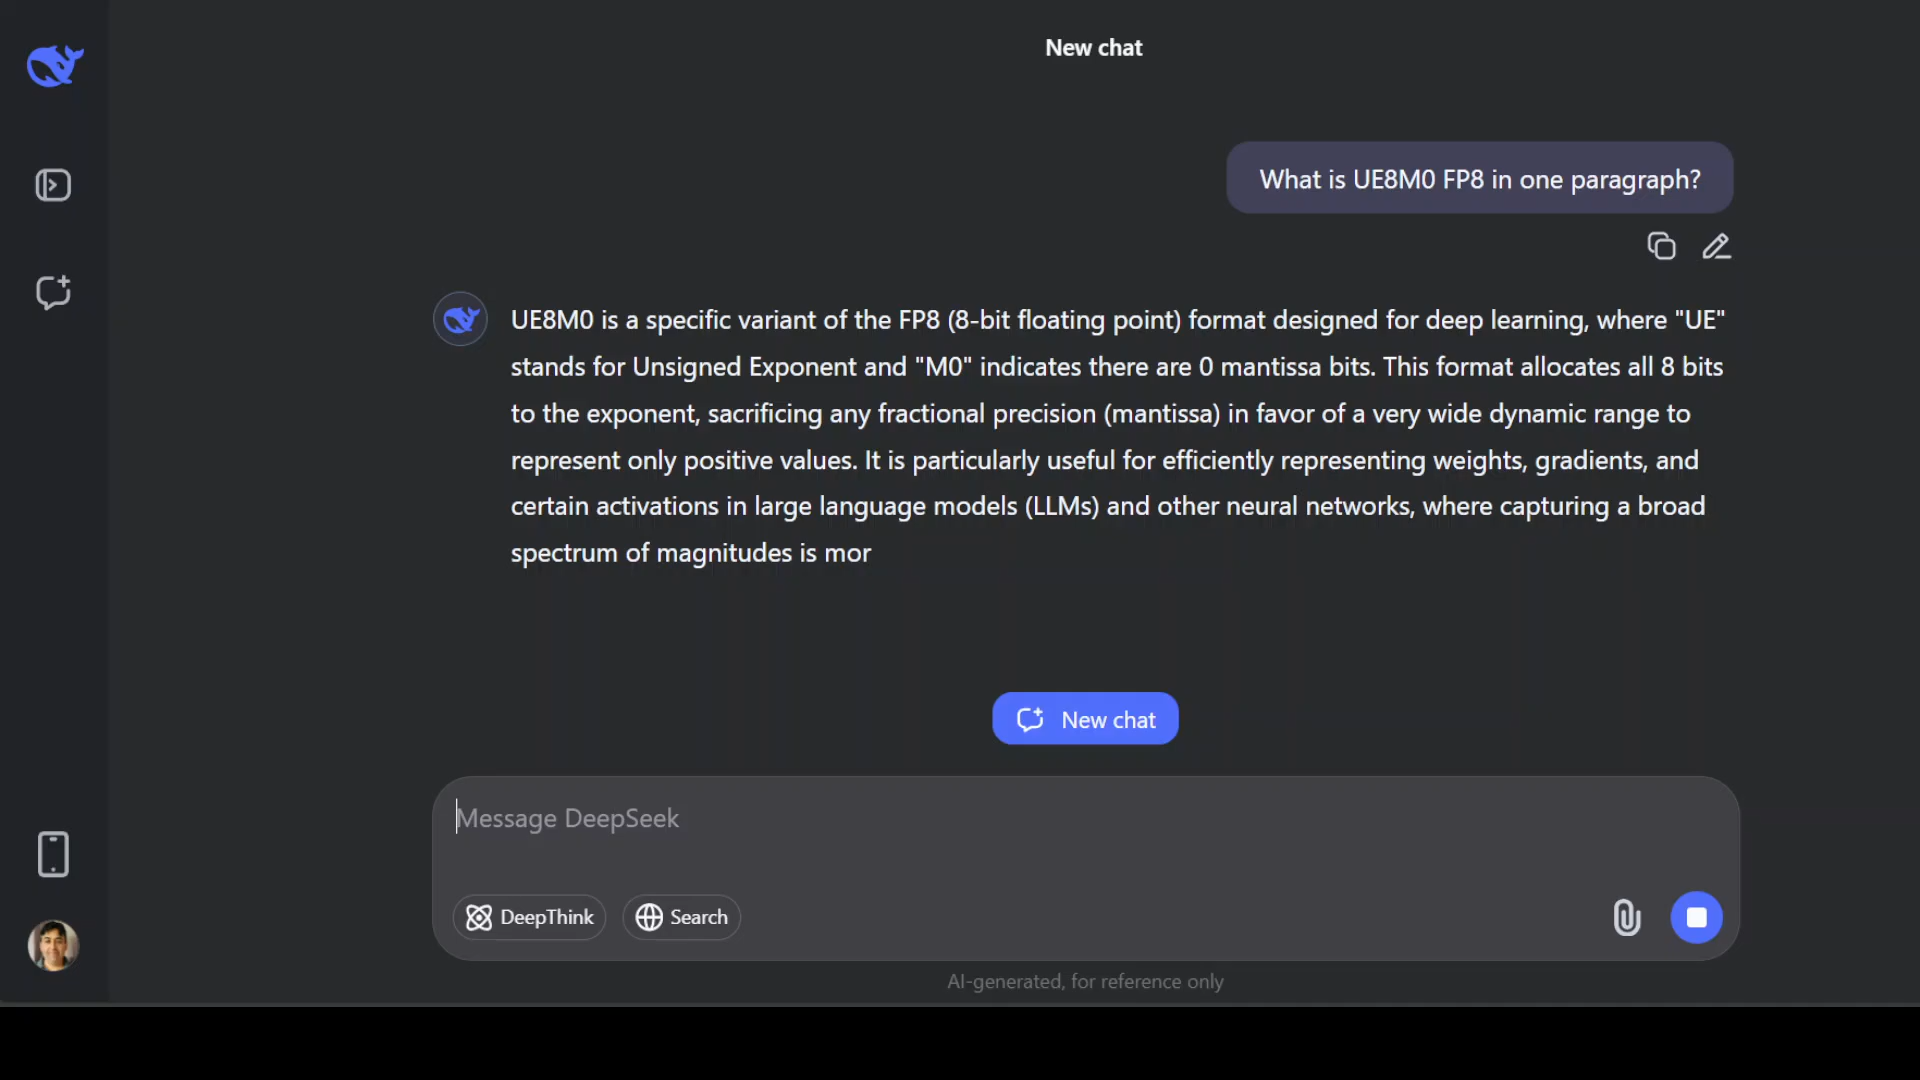 New chat
What is UE8M0 FP8 in one paragraph?
UE8M0 is a specific variant of the FP8 (8-bit floating point) format designed for deep learning, where "UE"
stands for Unsigned Exponent and "M0" indicates there are 0 mantissa bits. This format allocates all 8 bits
to the exponent, sacrificing any fractional precision (mantissa) in favor of a very wide dynamic range to
represent only positive values. It is particularly useful for efficiently representing weights, gradients, and
certain activations in large language models (LLMs) and other neural networks, where capturing a broad
spectrum of magnitudes is mor
New chat
Message DeepSeek
DeepThink
Search
AI-generated, for reference only